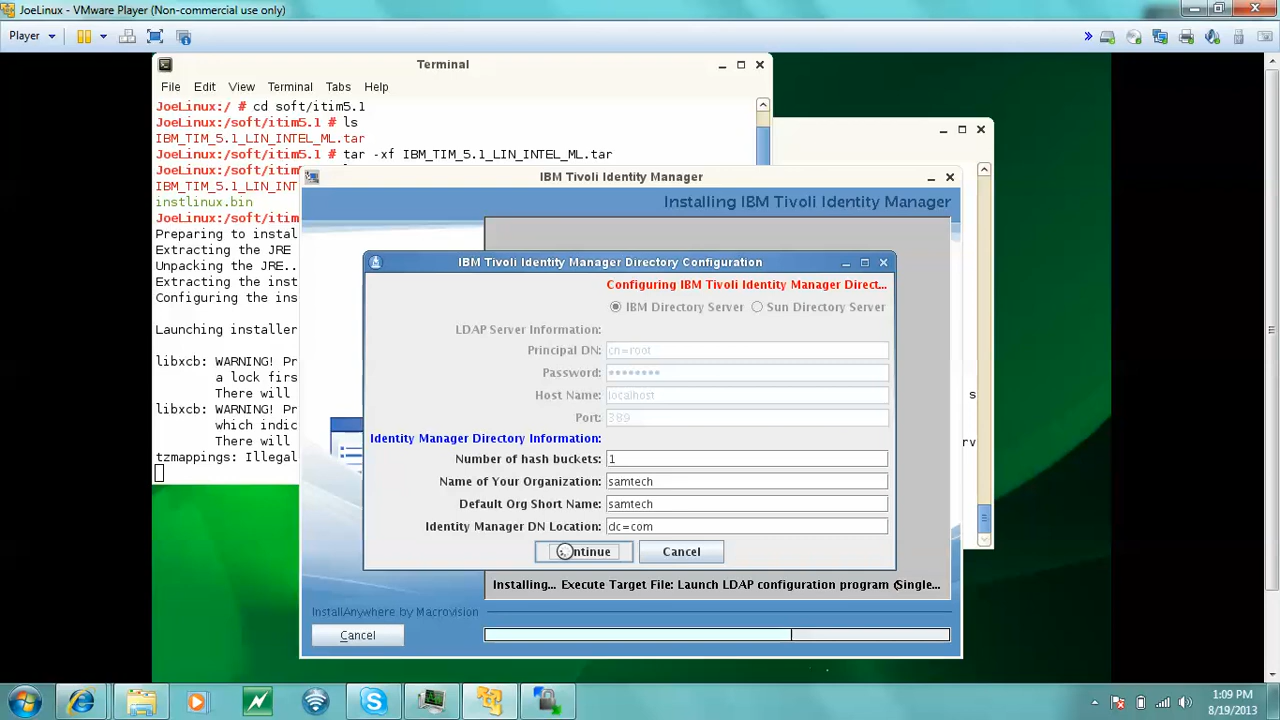 JoeLinux - VMware Player (Non-commercial use only)
Player
Terminal
File Edit View Terminal Tabs Help
JoeLinux:/ # cd soft/itim5.1
JoeLinux:/soft/itim5.1 # ls
IBM_TIM_5.1_LIN_INTEL_ML.tar
JoeLinux:/soft/itim5.1 # tar -xf IBM_TIM_5.1_LIN_INTEL_ML.tar
JoeLinux:/soft/itim5.1 #
IBM Tivoli Identity Manager
IBM_TIM_5.1_LIN_INT
Installing IBM Tivoli Identity Manager
instlinux.bin
JoeLinux:/soft/itim
Preparing to instal
Extracting the JRE
Unpacking the JRE..
Extracting the inst
Configuring the ins
Launching installer
libxcb: WARNING! Pr
a lock firs
There will
libxcb: WARNING! Pr
which indic
There will
tzmappings: Illegal
s
rv
IBM Tivoli Identity Manager Directory Configuration
Configuring IBM Tivoli Identity Manager Direct...
IBM Directory Server Sun Directory Server
LDAP Server Information:
Principal DN: cn=root
Password: ••••••••
Host Name: localhost
Port: 389
Identity Manager Directory Information:
Number of hash buckets: 1
Name of Your Organization: samtech
Default Org Short Name: samtech
Identity Manager DN Location: dc=com
ntinue Cancel
Installing... Execute Target File: Launch LDAP configuration program (Single...
InstallAnywhere by Macrovision
Cancel
1:09 PM
8/19/2013